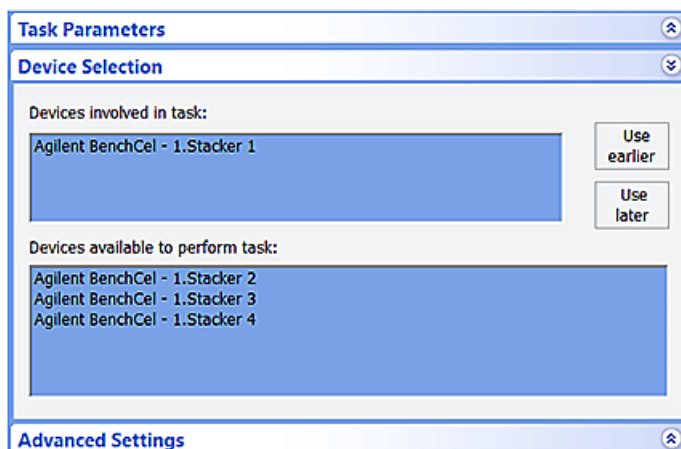 Task Parameters
Device Selection
Devices involved in task:
Agilent BenchCel - 1.Stacker 1
Use
earlier
Use
later
Devices available to perform task:
Agilent BenchCel - 1.Stacker 2
Agilent BenchCel - 1.Stacker 3
Agilent BenchCel - 1.Stacker 4
Advanced Settings